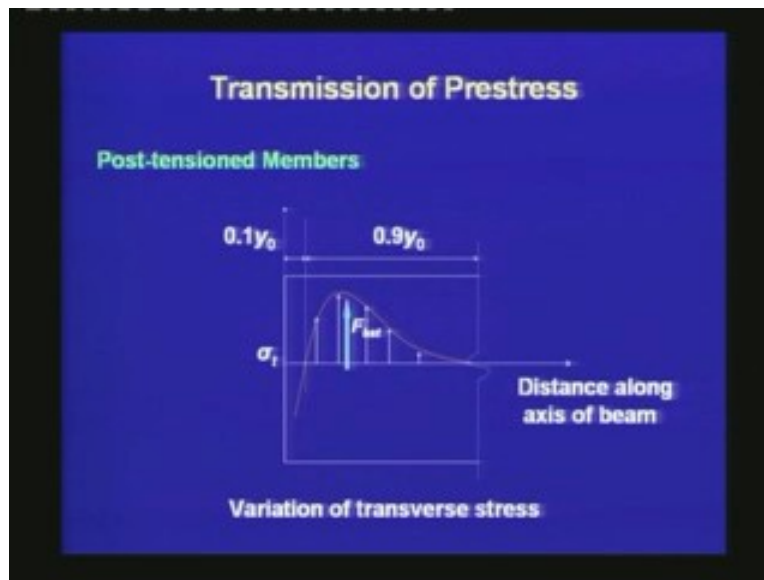 Transmission of Prestress
Post-tensioned Members
0.1y₀
0.9y₀
σₜ
Distance along
axis of beam
Variation of transverse stress